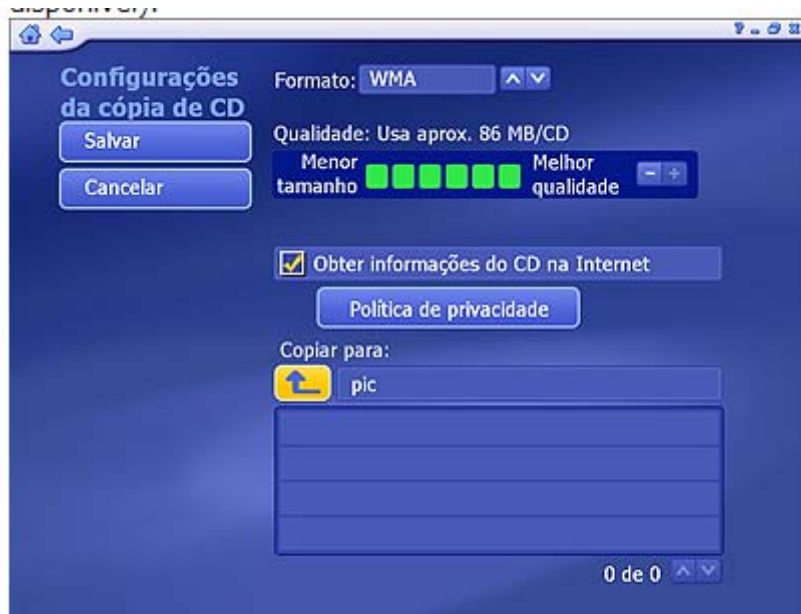 disponível).
Configurações
da cópia de CD
Salvar
Cancelar
Formato: WMA
Qualidade: Usa aprox. 86 MB/CD
Menor
tamanho
Melhor
qualidade
- +
Obter informações do CD na Internet
Política de privacidade
Copiar para:
pic
0 de 0